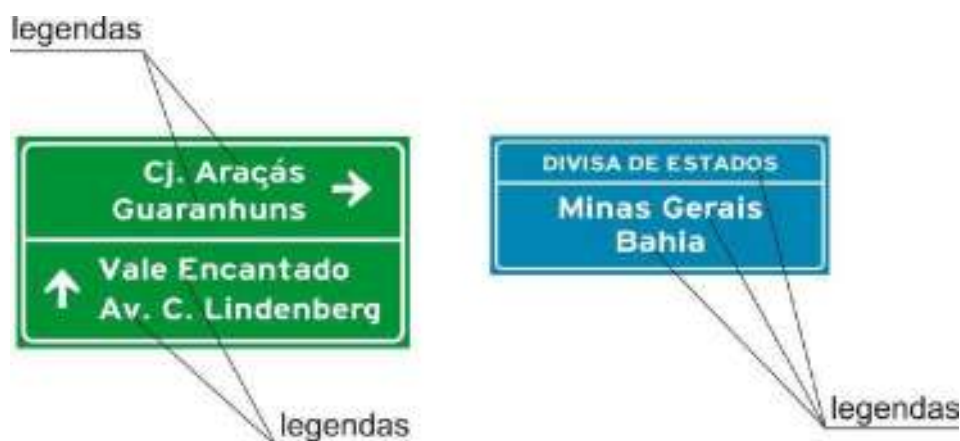 legendas
Cj. Araçás
Guaranhuns
Vale Encantado
Av. C. Lindenberg
legendas
DIVISA DE ESTADOS
Minas Gerais
Bahia
legendas